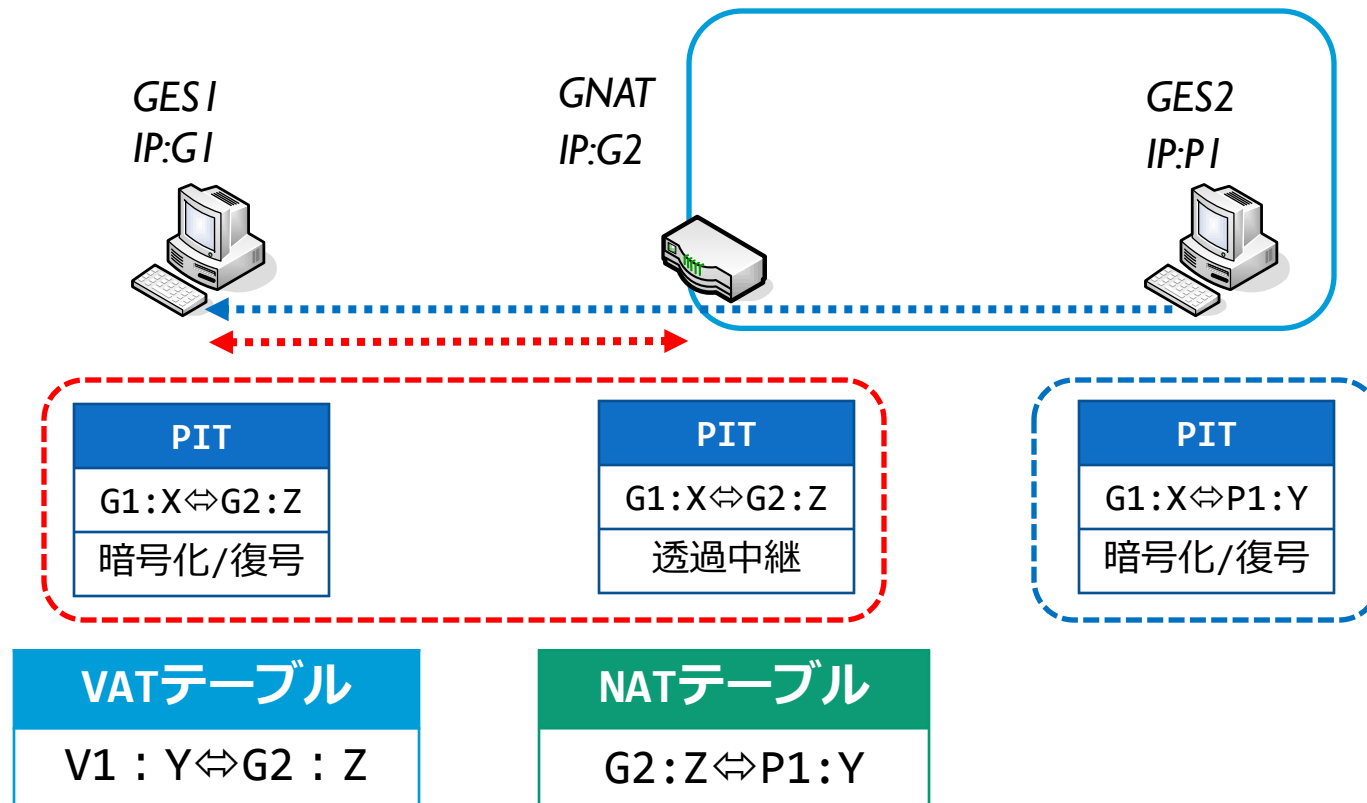 GES1
IP:G1
GNAT
IP:G2
GES2
IP:P1
PIT
G1:X⇔G2:Z
暗号化/復号
PIT
G1:X⇔G2:Z
透過中継
PIT
G1:X⇔P1:Y
暗号化/復号
VATテーブル
V1：Y⇔G2：Z
NATテーブル
G2:Z⇔P1:Y